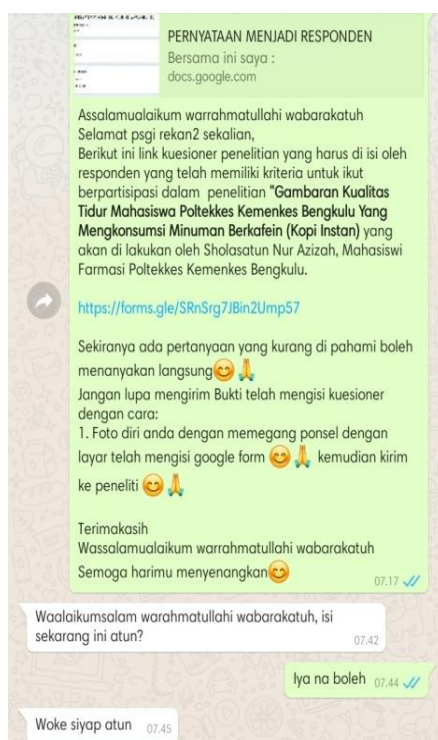 PERNYATAAN MENJADI RESPONDEN
Bersama ini saya :
docs.google.com
Assalamualaikum warrahmatullahi wabarakatuh
Selamat psgi rekan2 sekalian,
Berikut ini link kuesioner penelitian yang harus di isi oleh
responden yang telah memiliki kriteria untuk ikut
berpartisipasi dalam penelitian "Gambaran Kualitas
Tidur Mahasiswa Poltekkes Kemenkes Bengkulu Yang
Mengkonsumsi Minuman Berkafein (Kopi Instan) yang
akan di lakukan oleh Sholasatun Nur Azizah, Mahasiswi
Farmasi Poltekkes Kemenkes Bengkulu.
https://forms.gle/SRnSrg7JBin2Ump57
Sekiranya ada pertanyaan yang kurang di pahami boleh
menanyakan langsung😊🙏
Jangan lupa mengirim Bukti telah mengisi kuesioner
dengan cara:
1. Foto diri anda dengan memegang ponsel dengan
layar telah mengisi google form 😊🙏 kemudian kirim
ke peneliti 😊🙏
Terimakasih
Wassalamualaikum warrahmatullahi wabarakatuh
Semoga harimu menyenangkan😊
07.17
Waalaikumsalam warahmatullahi wabarakatuh, isi
sekarang ini atun?
07.42
Iya na boleh 07.44
Woke siyap atun 07.45